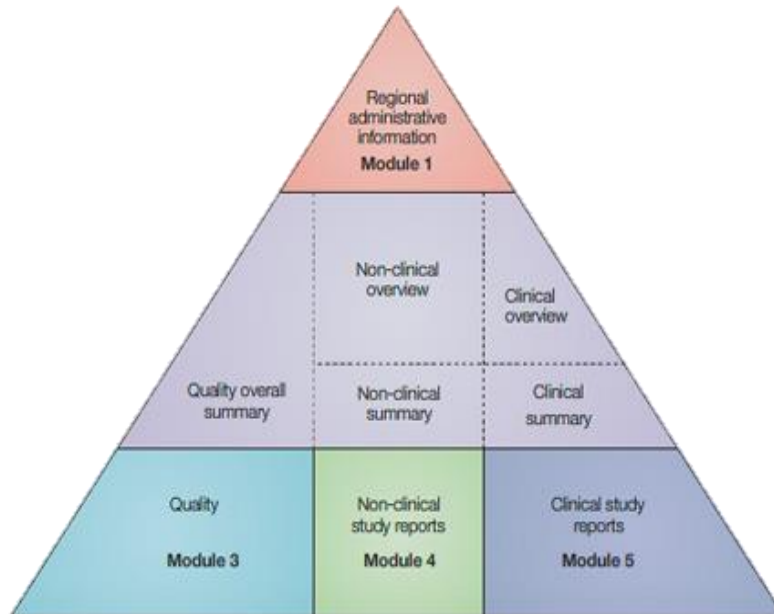 Regional
administrative
information
Module 1
Non-clinical
overview
Clinical
overview
Quality overall
summary
Non-clinical
summary
Clinical
summary
Quality
Module 3
Non-clinical
study reports
Module 4
Clinical study
reports
Module 5